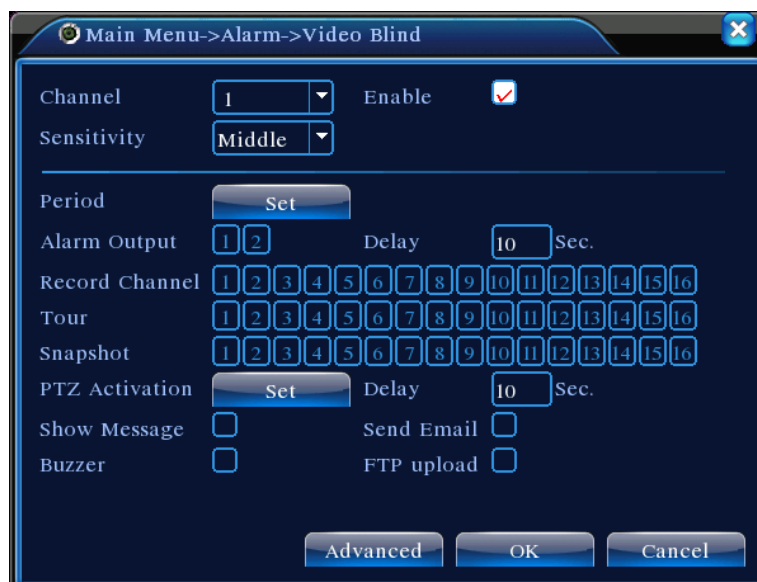 Main Menu->Alarm->Video Blind
Channel 1 Enable
Sensitivity Middle
Period Set
Alarm Output 1 2 Delay 10 Sec.
Record Channel 1 2 3 4 5 6 7 8 9 10 11 12 13 14 15 16
Tour 1 2 3 4 5 6 7 8 9 10 11 12 13 14 15 16
Snapshot 1 2 3 4 5 6 7 8 9 10 11 12 13 14 15 16
PTZ Activation Set Delay 10 Sec.
Show Message Send Email
Buzzer FTP upload
Advanced OK Cancel